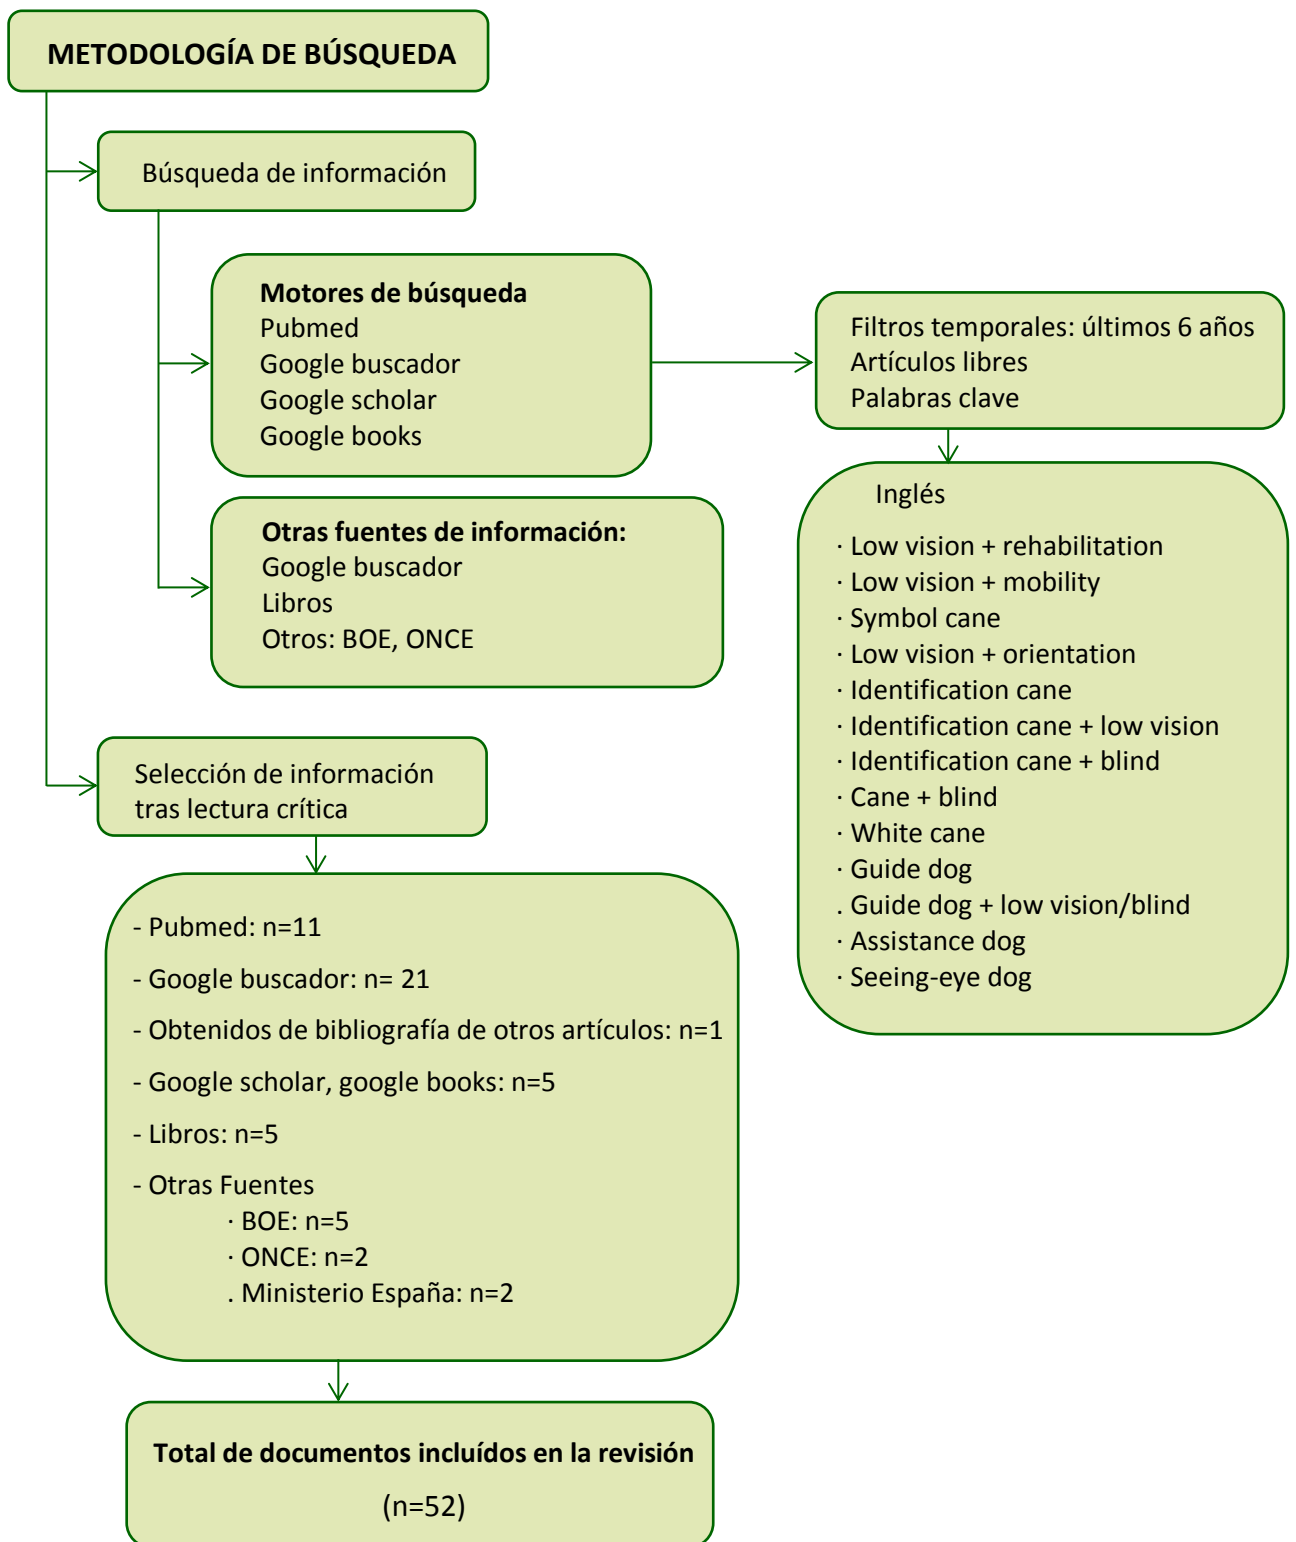 METODOLOGÍA DE BÚSQUEDA
Búsqueda de información
Motores de búsqueda
Pubmed
Google buscador
Google scholar
Google books
Filtros temporales: últimos 6 años
Artículos libres
Palabras clave
Inglés
· Low vision + rehabilitation
· Low vision + mobility
· Symbol cane
· Low vision + orientation
· Identification cane
· Identification cane + low vision
· Identification cane + blind
· Cane + blind
· White cane
· Guide dog
. Guide dog + low vision/blind
· Assistance dog
· Seeing-eye dog
Otras fuentes de información:
Google buscador
Libros
Otros: BOE, ONCE
Selección de información
tras lectura crítica
- Pubmed: n=11
- Google buscador: n= 21
- Obtenidos de bibliografía de otros artículos: n=1
- Google scholar, google books: n=5
- Libros: n=5
- Otras Fuentes
· BOE: n=5
· ONCE: n=2
. Ministerio España: n=2
Total de documentos incluídos en la revisión
(n=52)